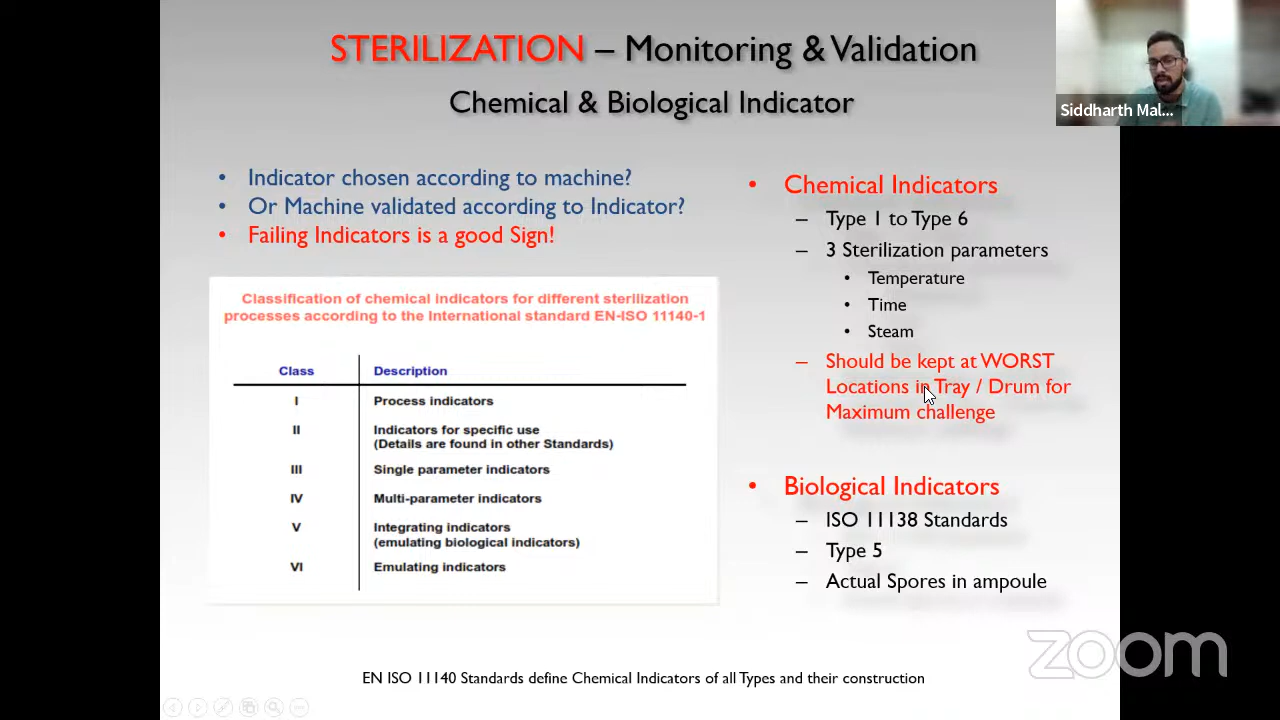 STERILIZATION – Monitoring & Validation
Chemical & Biological Indicator
Siddharth Mal...
• Indicator chosen according to machine?
• Or Machine validated according to Indicator?
• Failing Indicators is a good Sign!
Classification of chemical indicators for different sterilization
processes according to the International standard EN-ISO 11140-1
Class Description
I Process indicators
II Indicators for specific use
(Details are found in other Standards)
III Single parameter indicators
IV Multi-parameter indicators
V Integrating indicators
(emulating biological indicators)
VI Emulating indicators
• Chemical Indicators
– Type 1 to Type 6
– 3 Sterilization parameters
• Temperature
• Time
• Steam
– Should be kept at WORST
Locations in Tray / Drum for
Maximum challenge
• Biological Indicators
– ISO 11138 Standards
– Type 5
– Actual Spores in ampoule
zoom
EN ISO 11140 Standards define Chemical Indicators of all Types and their construction